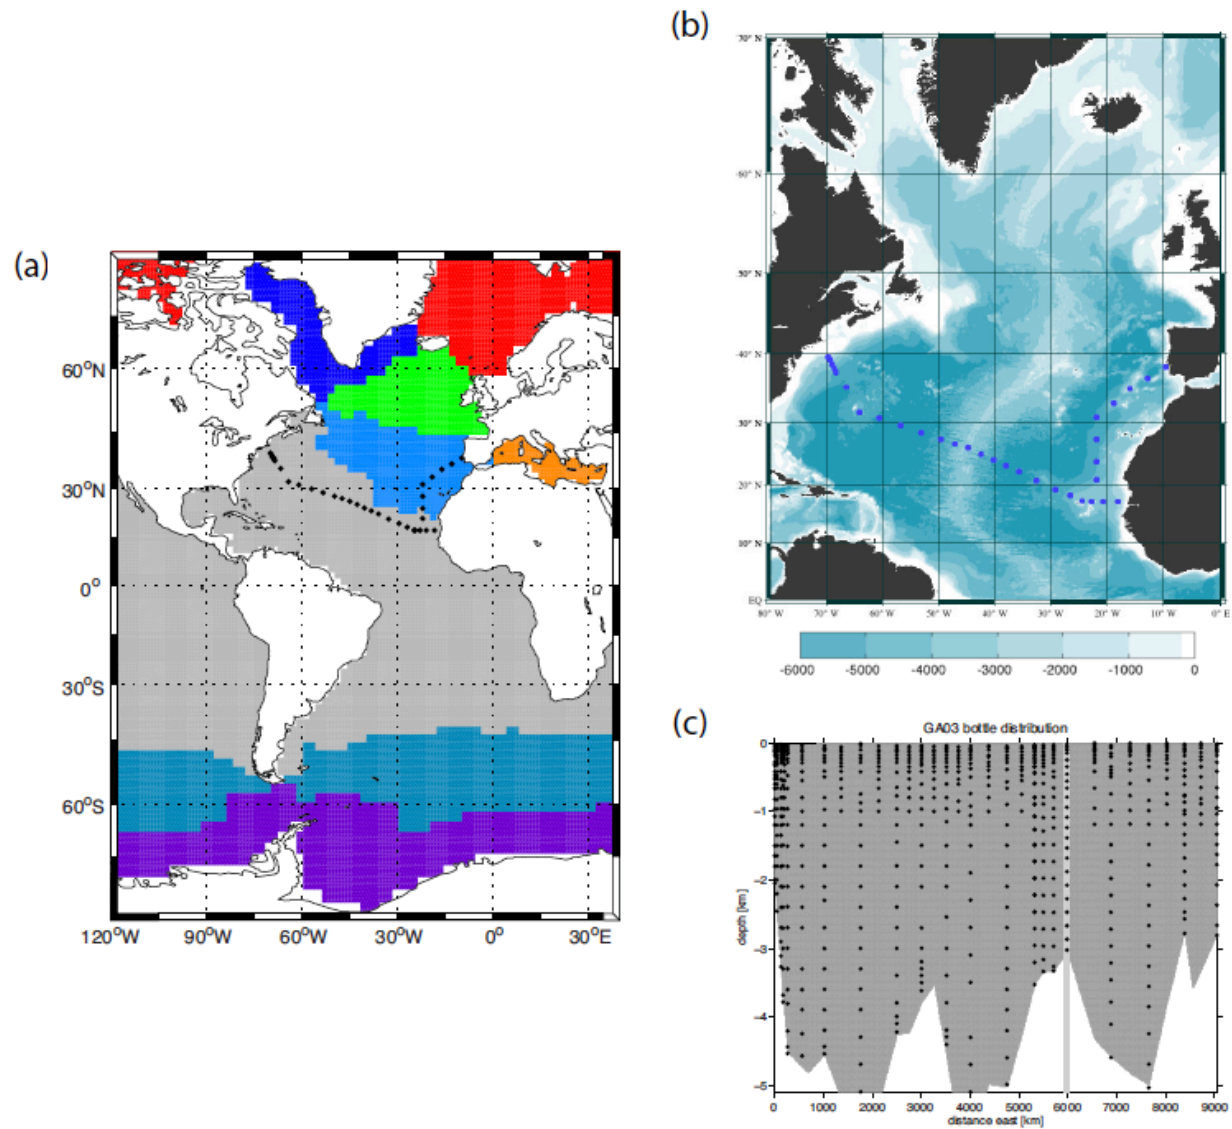 (a)
60°N
30°N
0°
30°S
60°S
120°W 90°W 60°W 30°W 0° 30°E
(b)
70° N
60° N
50° N
40° N
30° N
20° N
10° N
EQ
80° W 70° W 60° W 50° W 40° W 30° W 20° W 10° W 0° E
-6000 -5000 -4000 -3000 -2000 -1000 0
(c)
GA03 bottle distribution
0
-1
-2
-3
-4
-5
depth [km]
0 1000 2000 3000 4000 5000 6000 7000 8000 9000
distance east [km]